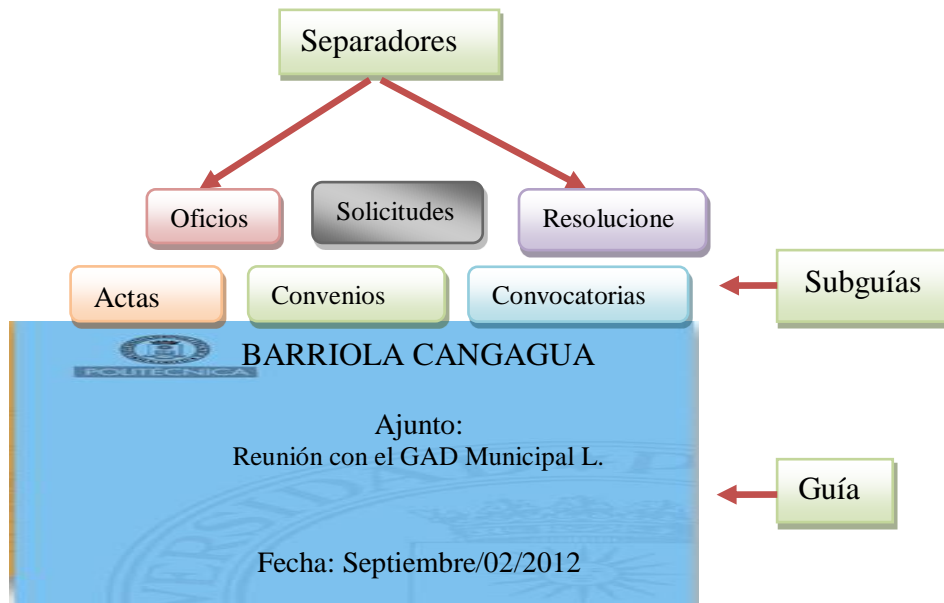 Separadores
Oficios
Solicitudes
Resolucione
Actas
Convenios
Convocatorias
Subguías
POLITÉCNICA
BARRIOLA CANGAGUA
Ajunto:
Reunión con el GAD Municipal L.
Guía
Fecha: Septiembre/02/2012